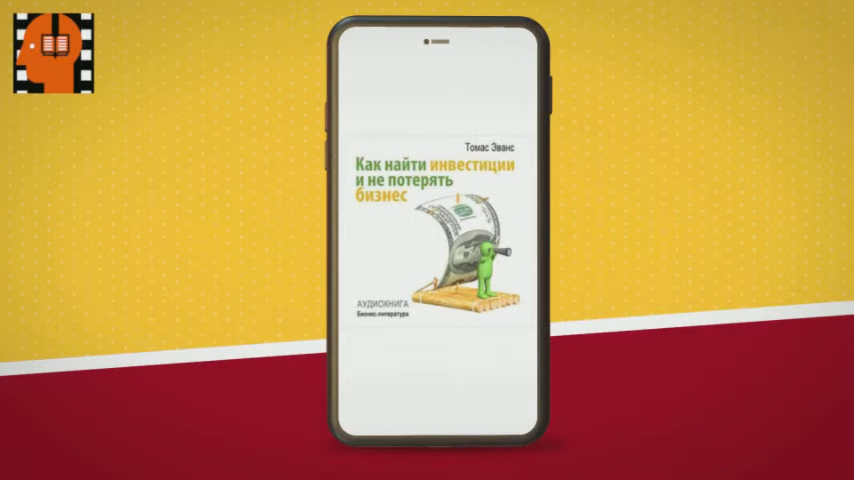 Томас Эванс
Как найти инвестиции
и не потерять
бизнес
АУДИОКНИГА
Бизнес-литература